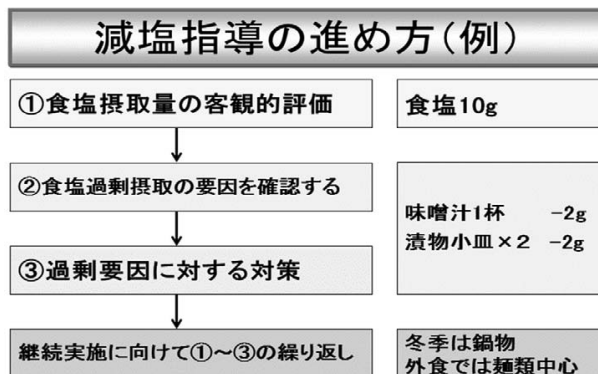 減塩指導の進め方（例）
①食塩摂取量の客観的評価
食塩10g
②食塩過剰摂取の要因を確認する
味噌汁1杯 -2g
漬物小皿×2 -2g
③過剰要因に対する対策
継続実施に向けて①～③の繰り返し
冬季は鍋物
外食では麺類中心